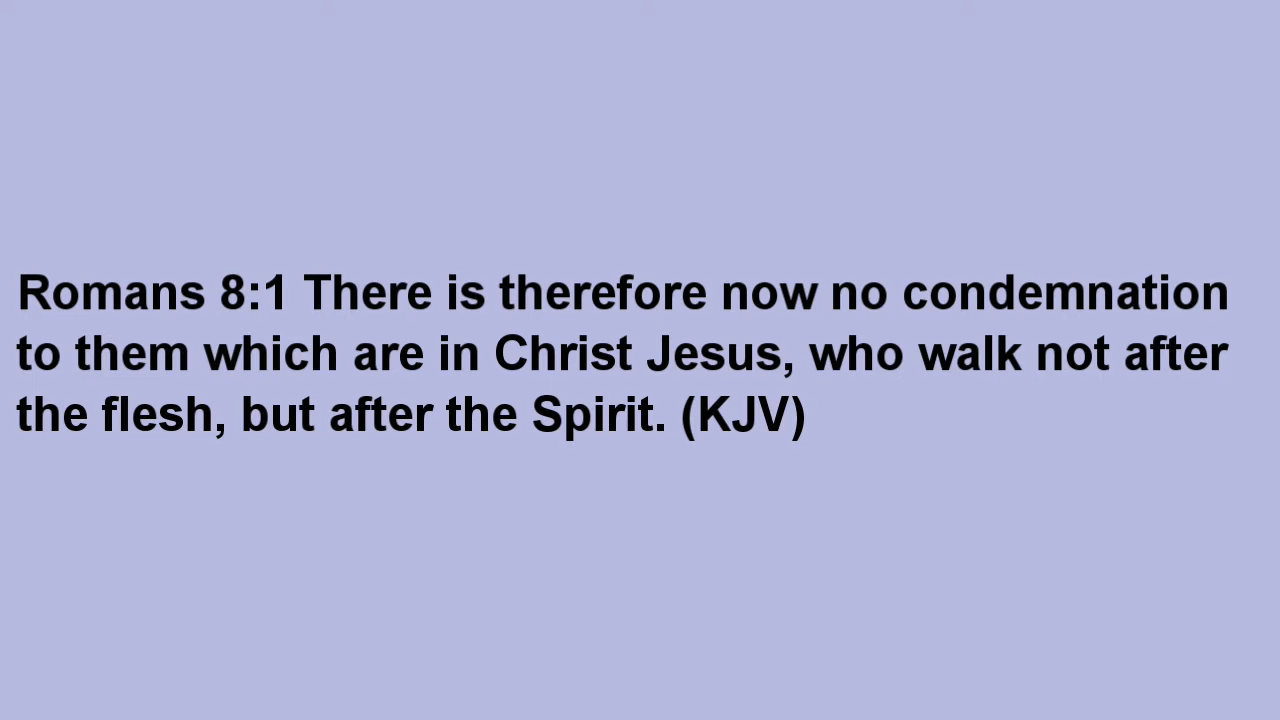 Romans 8:1 There is therefore now no condemnation
to them which are in Christ Jesus, who walk not after
the flesh, but after the Spirit. (KJV)